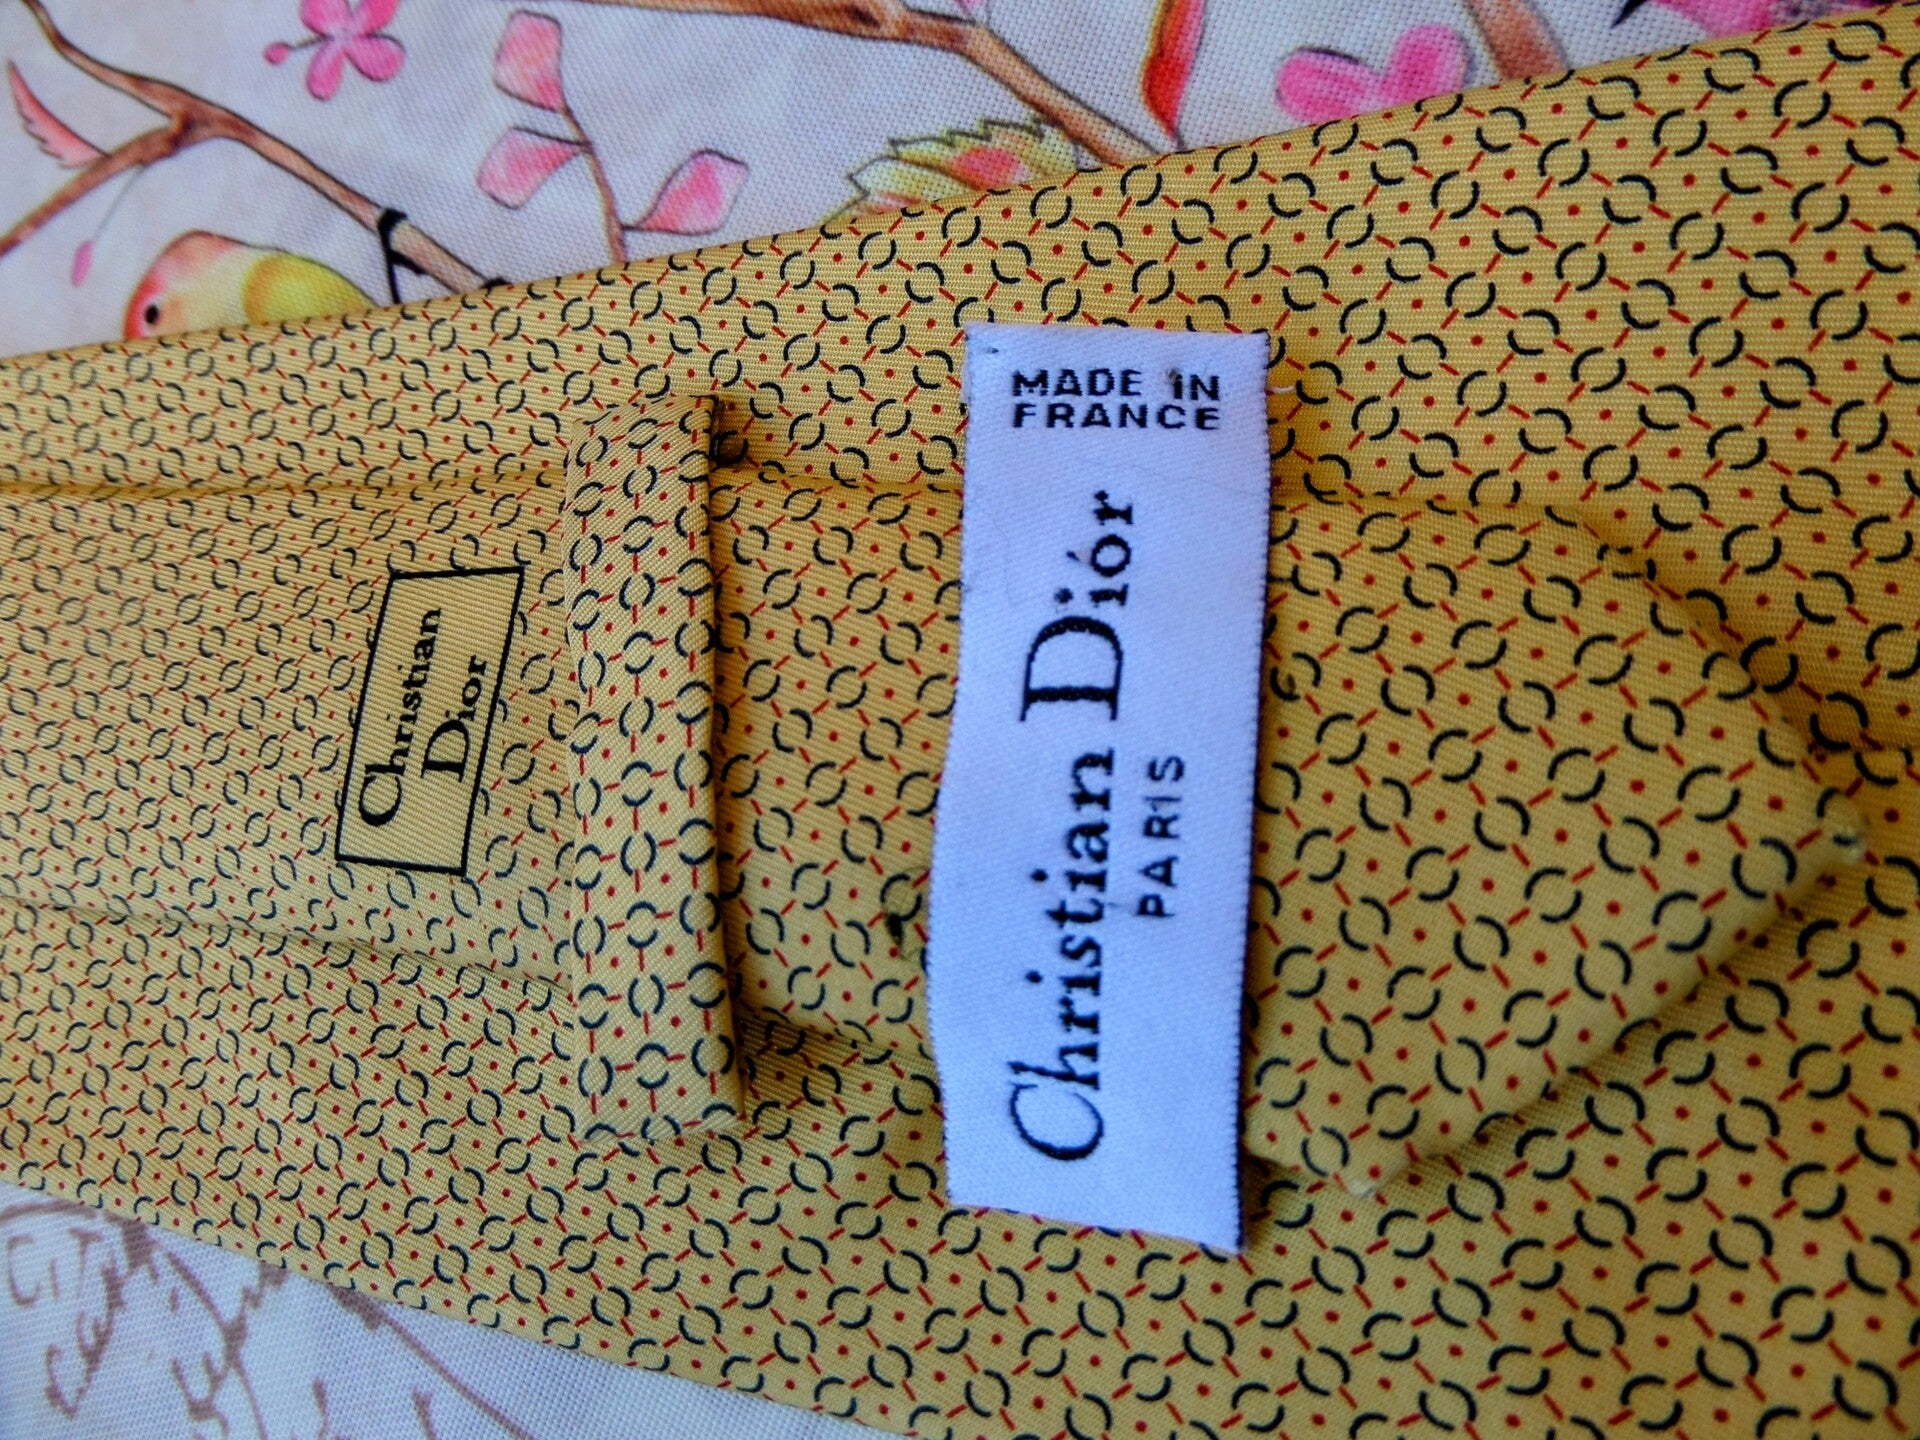 Christian
Dior
MADE IN
FRANCE
Christian Dior
PARIS